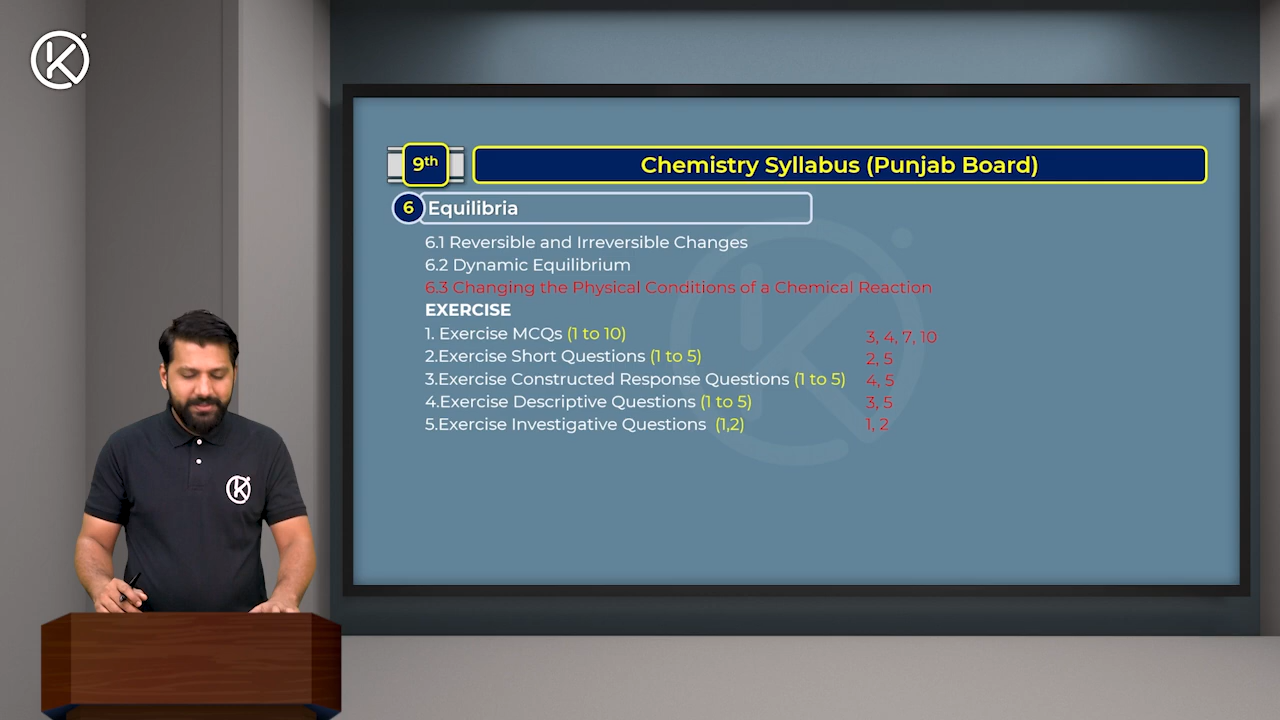 9th
Chemistry Syllabus (Punjab Board)
6 Equilibria
6.1 Reversible and Irreversible Changes
6.2 Dynamic Equilibrium
6.3 Changing the Physical Conditions of a Chemical Reaction
EXERCISE
1. Exercise MCQs (1 to 10) 3, 4, 7, 10
2.Exercise Short Questions (1 to 5) 2, 5
3.Exercise Constructed Response Questions (1 to 5) 4, 5
4.Exercise Descriptive Questions (1 to 5) 3, 5
5.Exercise Investigative Questions (1,2) 1, 2